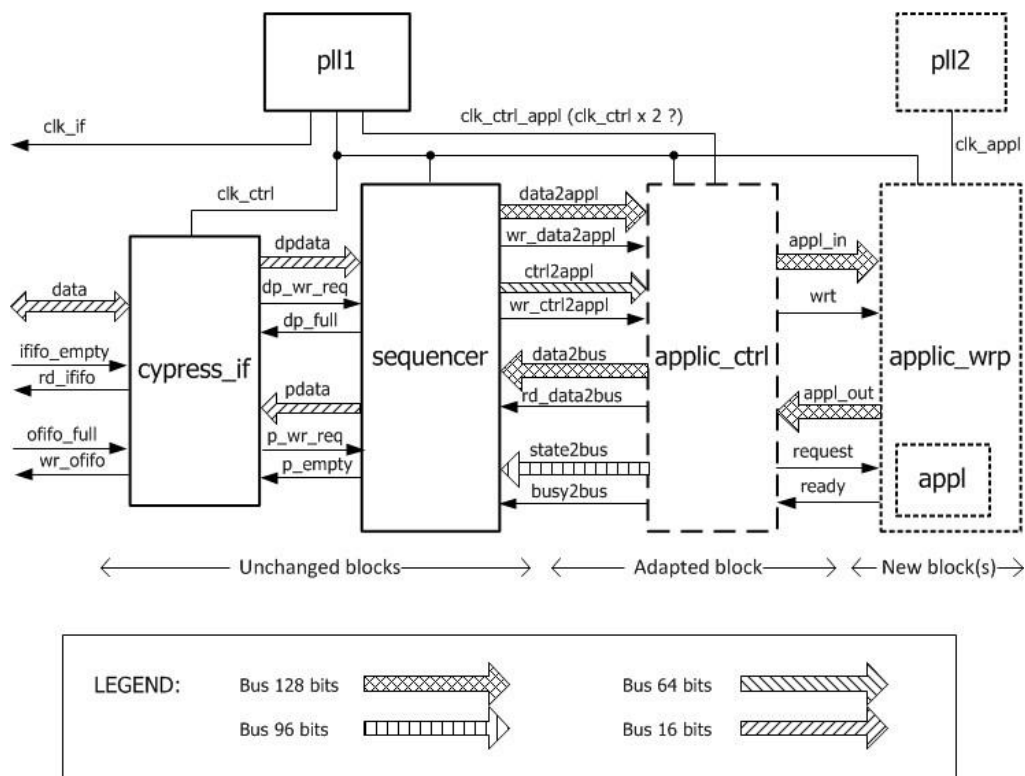 pll1
pll2
clk_if
clk_ctrl_appl (clk_ctrl x 2 ?)
clk_appl
clk_ctrl
data2appl
dpdata
wr_data2appl
appl_in
data
dp_wr_req
ctrl2appl
wr_ctrl2appl
wrt
dp_full
ififo_empty
cypress_if
sequencer
data2bus
applic_ctrl
applic_wrp
rd_ififo
pdata
rd_data2bus
appl_out
ofifo_full
p_wr_req
state2bus
request
wr_ofifo
p_empty
busy2bus
ready
appl
Unchanged blocks
Adapted block
New block(s)
LEGEND:
Bus 128 bits
Bus 64 bits
Bus 96 bits
Bus 16 bits